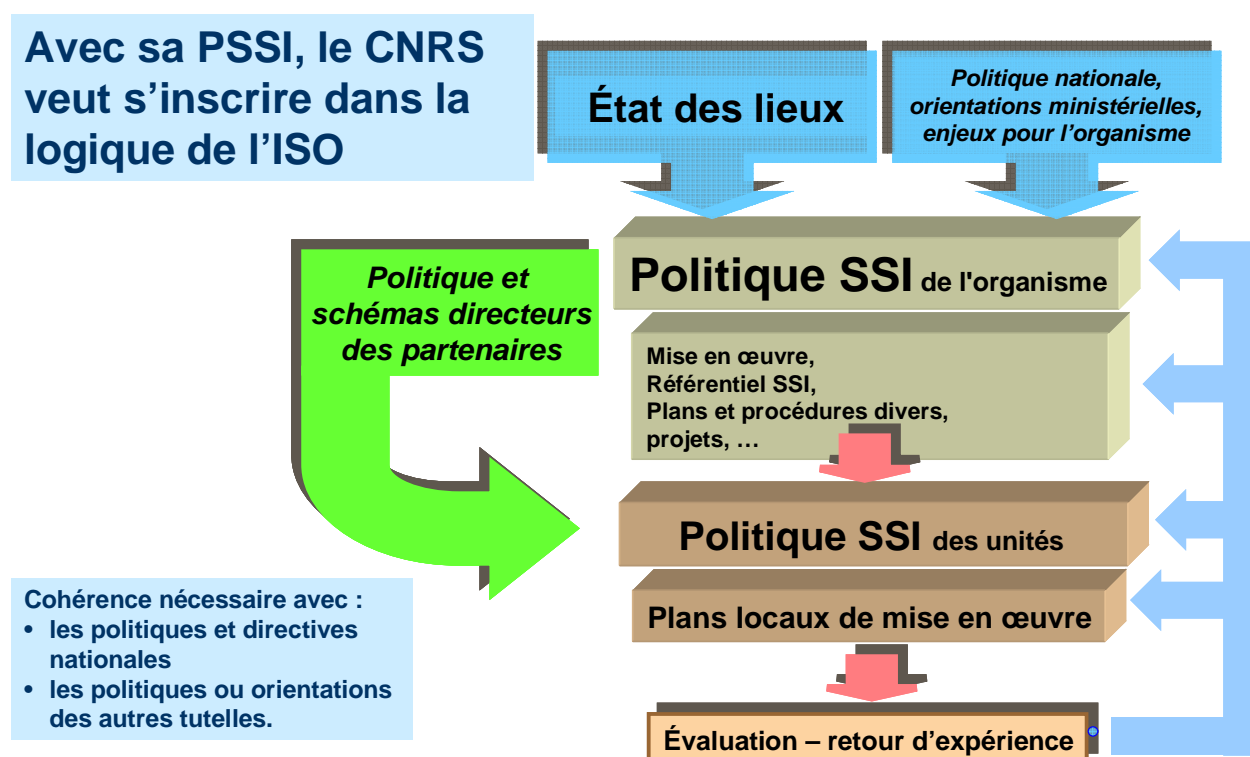 Avec sa PSSI, le CNRS
veut s’inscrire dans la
logique de l’ISO
État des lieux
Politique nationale,
orientations ministérielles,
enjeux pour l’organisme
Politique SSI de l'organisme
Politique et
schémas directeurs
des partenaires
Mise en œuvre,
Référentiel SSI,
Plans et procédures divers,
projets, …
Politique SSI des unités
Cohérence nécessaire avec :
• les politiques et directives
nationales
• les politiques ou orientations
des autres tutelles.
Plans locaux de mise en œuvre
Évaluation – retour d’expérience